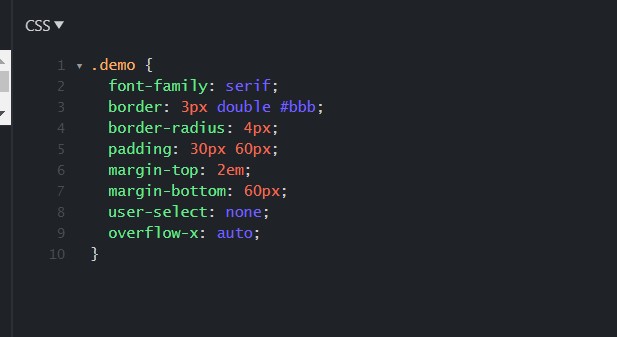 CSS ▼
1 ▾ .demo {
2 font-family: serif;
3 border: 3px double #bbb;
4 border-radius: 4px;
5 padding: 30px 60px;
6 margin-top: 2em;
7 margin-bottom: 60px;
8 user-select: none;
9 overflow-x: auto;
10 }